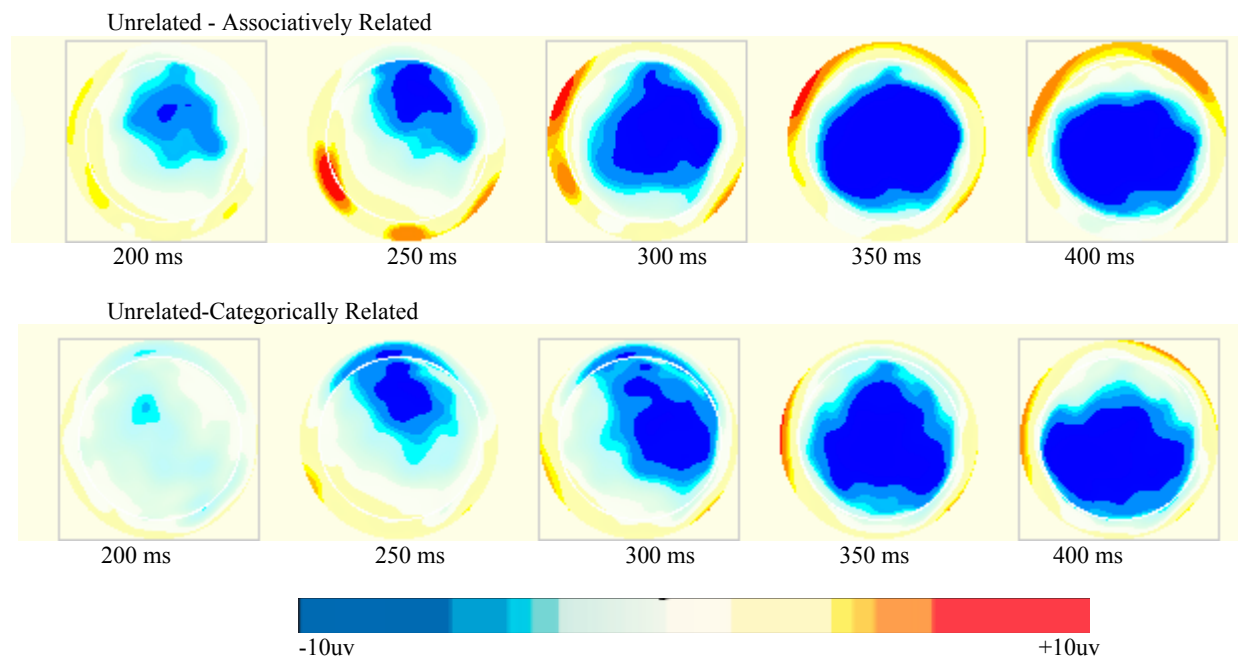 Unrelated - Associatively Related
200 ms 250 ms 300 ms 350 ms 400 ms
Unrelated-Categorically Related
200 ms 250 ms 300 ms 350 ms 400 ms
-10uv +10uv